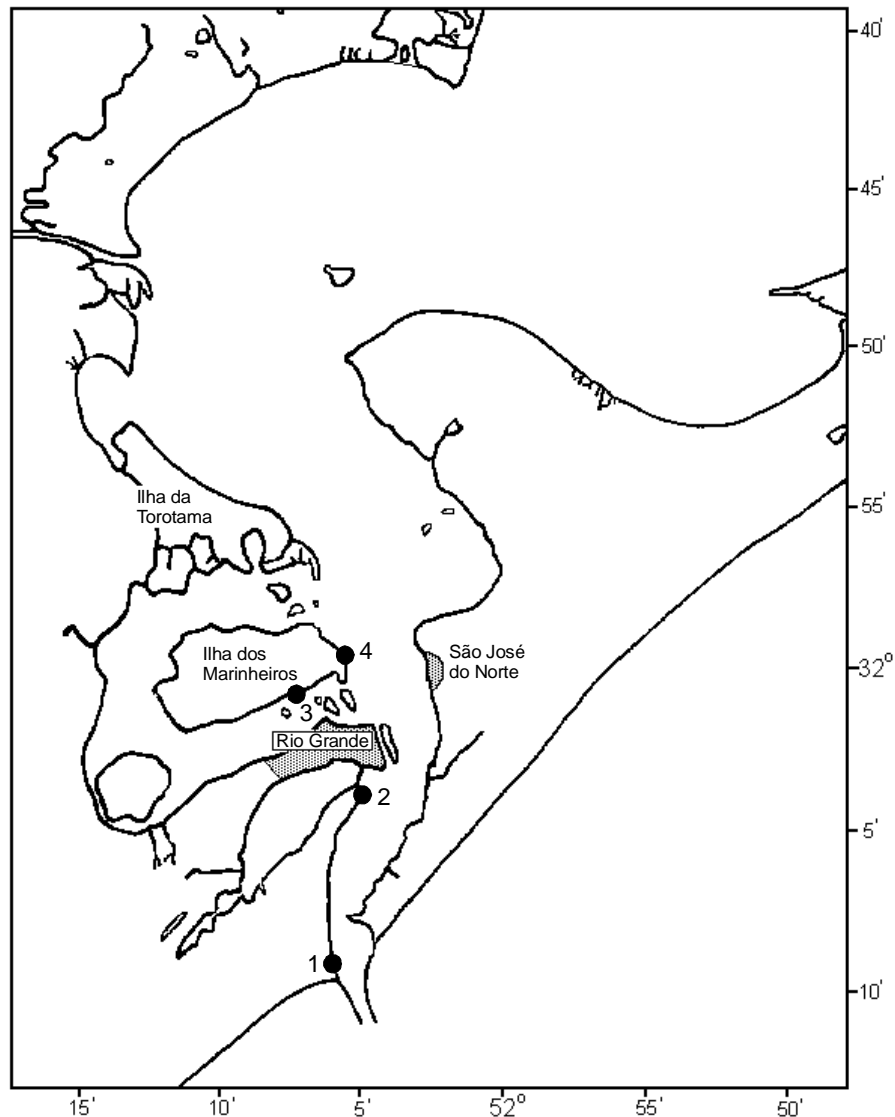 40'
45'
50'
Ilha da
Torotama
55'
4
São José
do Norte
Ilha dos
Marinheiros
32°
3
Rio Grande
2
5'
1
10'
15'
10'
5'
52°
55'
50'